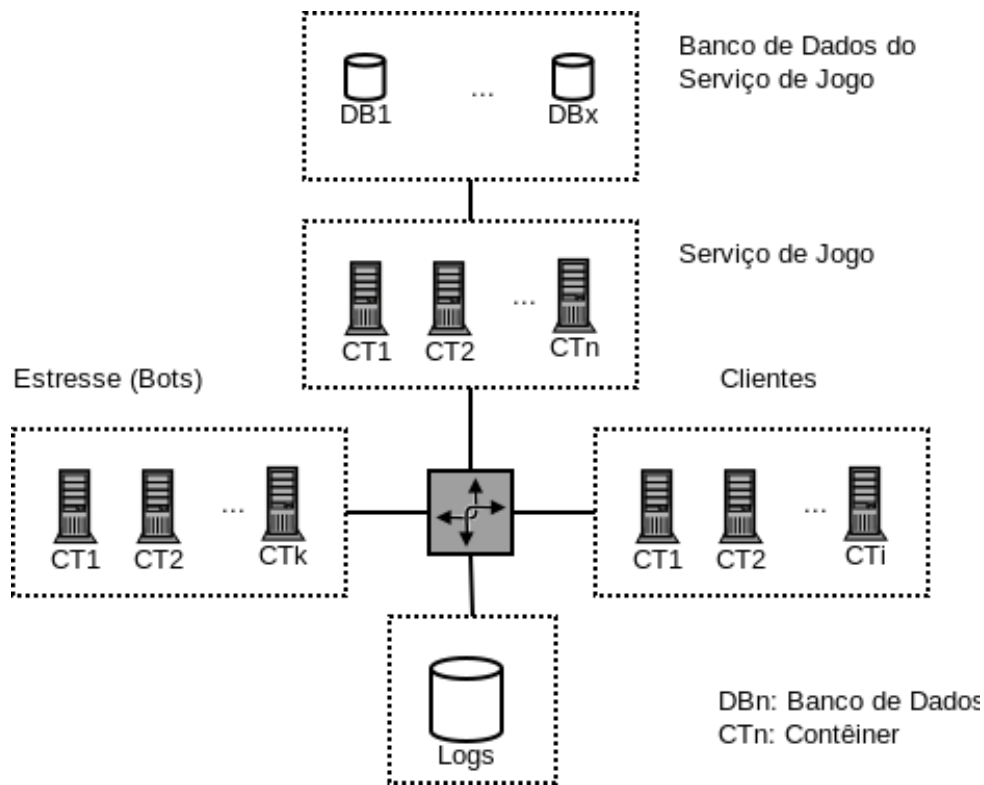 Banco de Dados do
Serviço de Jogo
DB1 ... DBx
Serviço de Jogo
CT1 CT2 ... CTn
Estresse (Bots)
Clientes
CT1 CT2 ... CTk
CT1 CT2 ... CTi
Logs
DBn: Banco de Dados
CTn: Contêiner